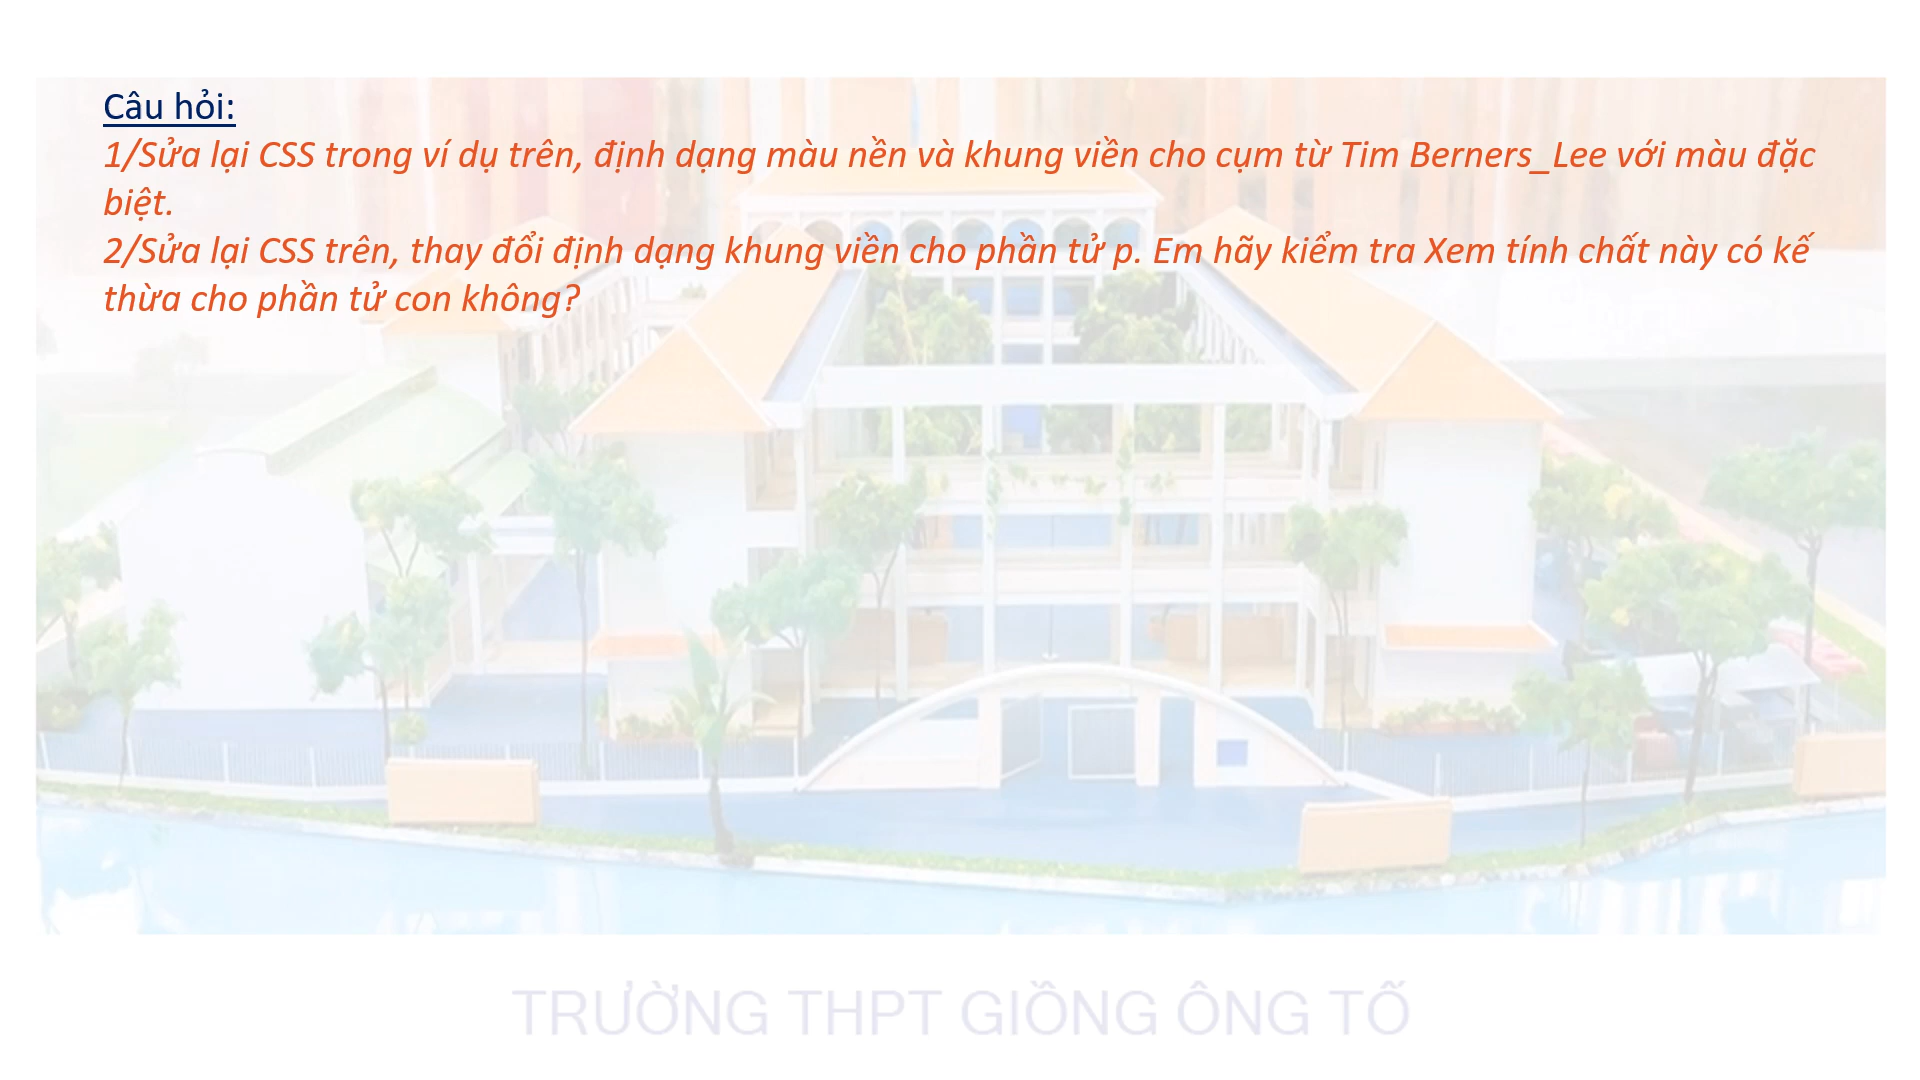 Câu hỏi:
1/Sửa lại CSS trong ví dụ trên, định dạng màu nền và khung viền cho cụm từ Tim Berners_Lee với màu đặc
biệt.
2/Sửa lại CSS trên, thay đổi định dạng khung viền cho phần tử p. Em hãy kiểm tra Xem tính chất này có kế
thừa cho phần tử con không?
TRƯỜNG THPT GIỒNG ÔNG TỐ